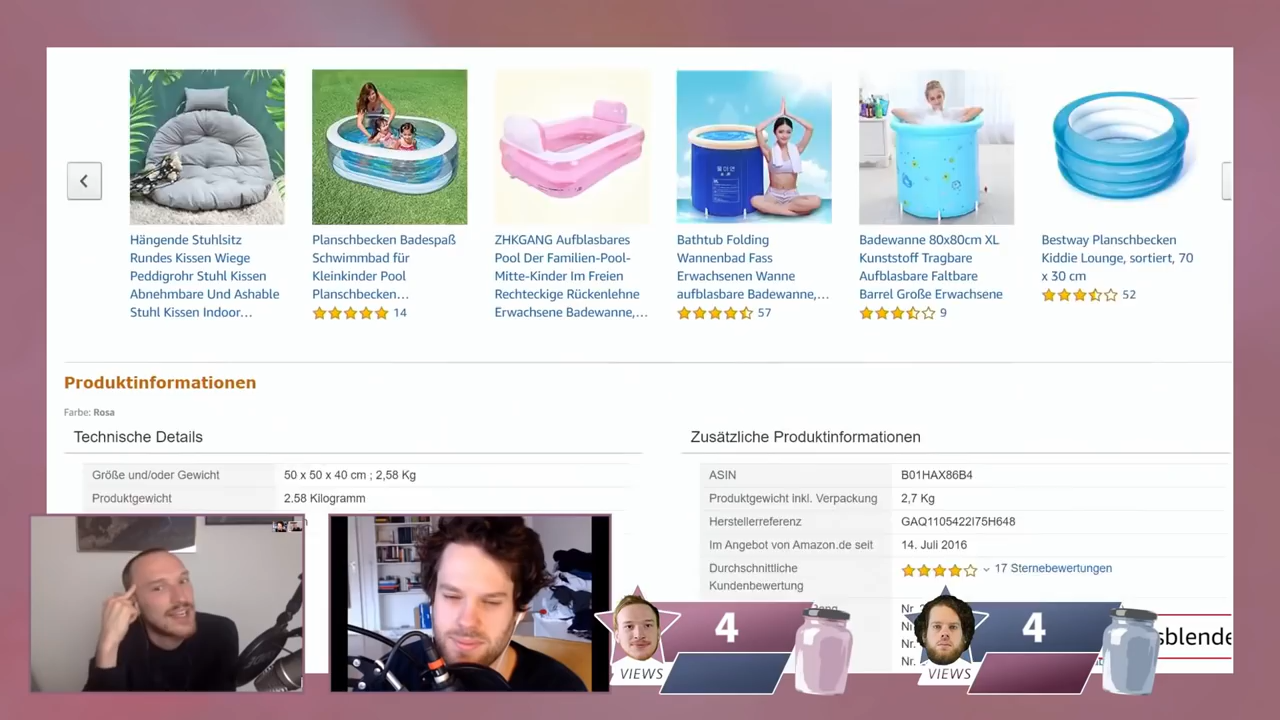 Hängende Stuhlsitz
Rundes Kissen Wiege
Peddigrohr Stuhl Kissen
Abnehmbare Und Ashable
Stuhl Kissen Indoor…
Planschbecken Badespaß
Schwimmbad für
Kleinkinder Pool
Planschbecken…
14
ZHKGANG Aufblasbares
Pool Der Familien-Pool-
Mitte-Kinder Im Freien
Rechteckige Rückenlehne
Erwachsene Badewanne,…
Bathtub Folding
Wannenbad Fass
Erwachsenen Wanne
aufblasbare Badewanne,…
57
Badewanne 80x80cm XL
Kunststoff Tragbare
Aufblasbare Faltbare
Barrel Große Erwachsene
9
Bestway Planschbecken
Kiddie Lounge, sortiert, 70
x 30 cm
52
Produktinformationen
Farbe: Rosa
Technische Details
Größe und/oder Gewicht 50 x 50 x 40 cm ; 2,58 Kg
Produktgewicht 2.58 Kilogramm
Zusätzliche Produktinformationen
ASIN B01HAX86B4
Produktgewicht inkl. Verpackung 2,7 Kg
Herstellerreferenz GAQ1105422I75H648
Im Angebot von Amazon.de seit 14. Juli 2016
Durchschnittliche
Kundenbewertung
17 Sternebewertungen
Nr.
Nr.
Nr.
Nr.
sblende
4
VIEWS
4
VIEWS